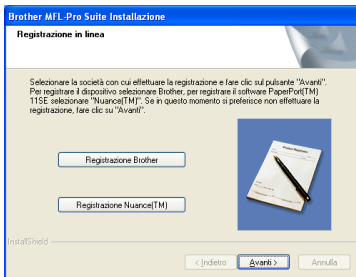 Brother MFL-Pro Suite Installazione
Registrazione in linea
Selezionare la società con cui effettuare la registrazione e fare clic sul pulsante "Avanti".
Per registrare il dispositivo selezionare Brother, per registrare il software PaperPort(TM)
11SE selezionare "Nuance(TM)". Se in questo momento si preferisce non effettuare la
registrazione, fare clic su "Avanti".
Registrazione Brother
Product Registration
Registrazione Nuance(TM)
InstallShield
< Indietro
Avanti >
Annulla